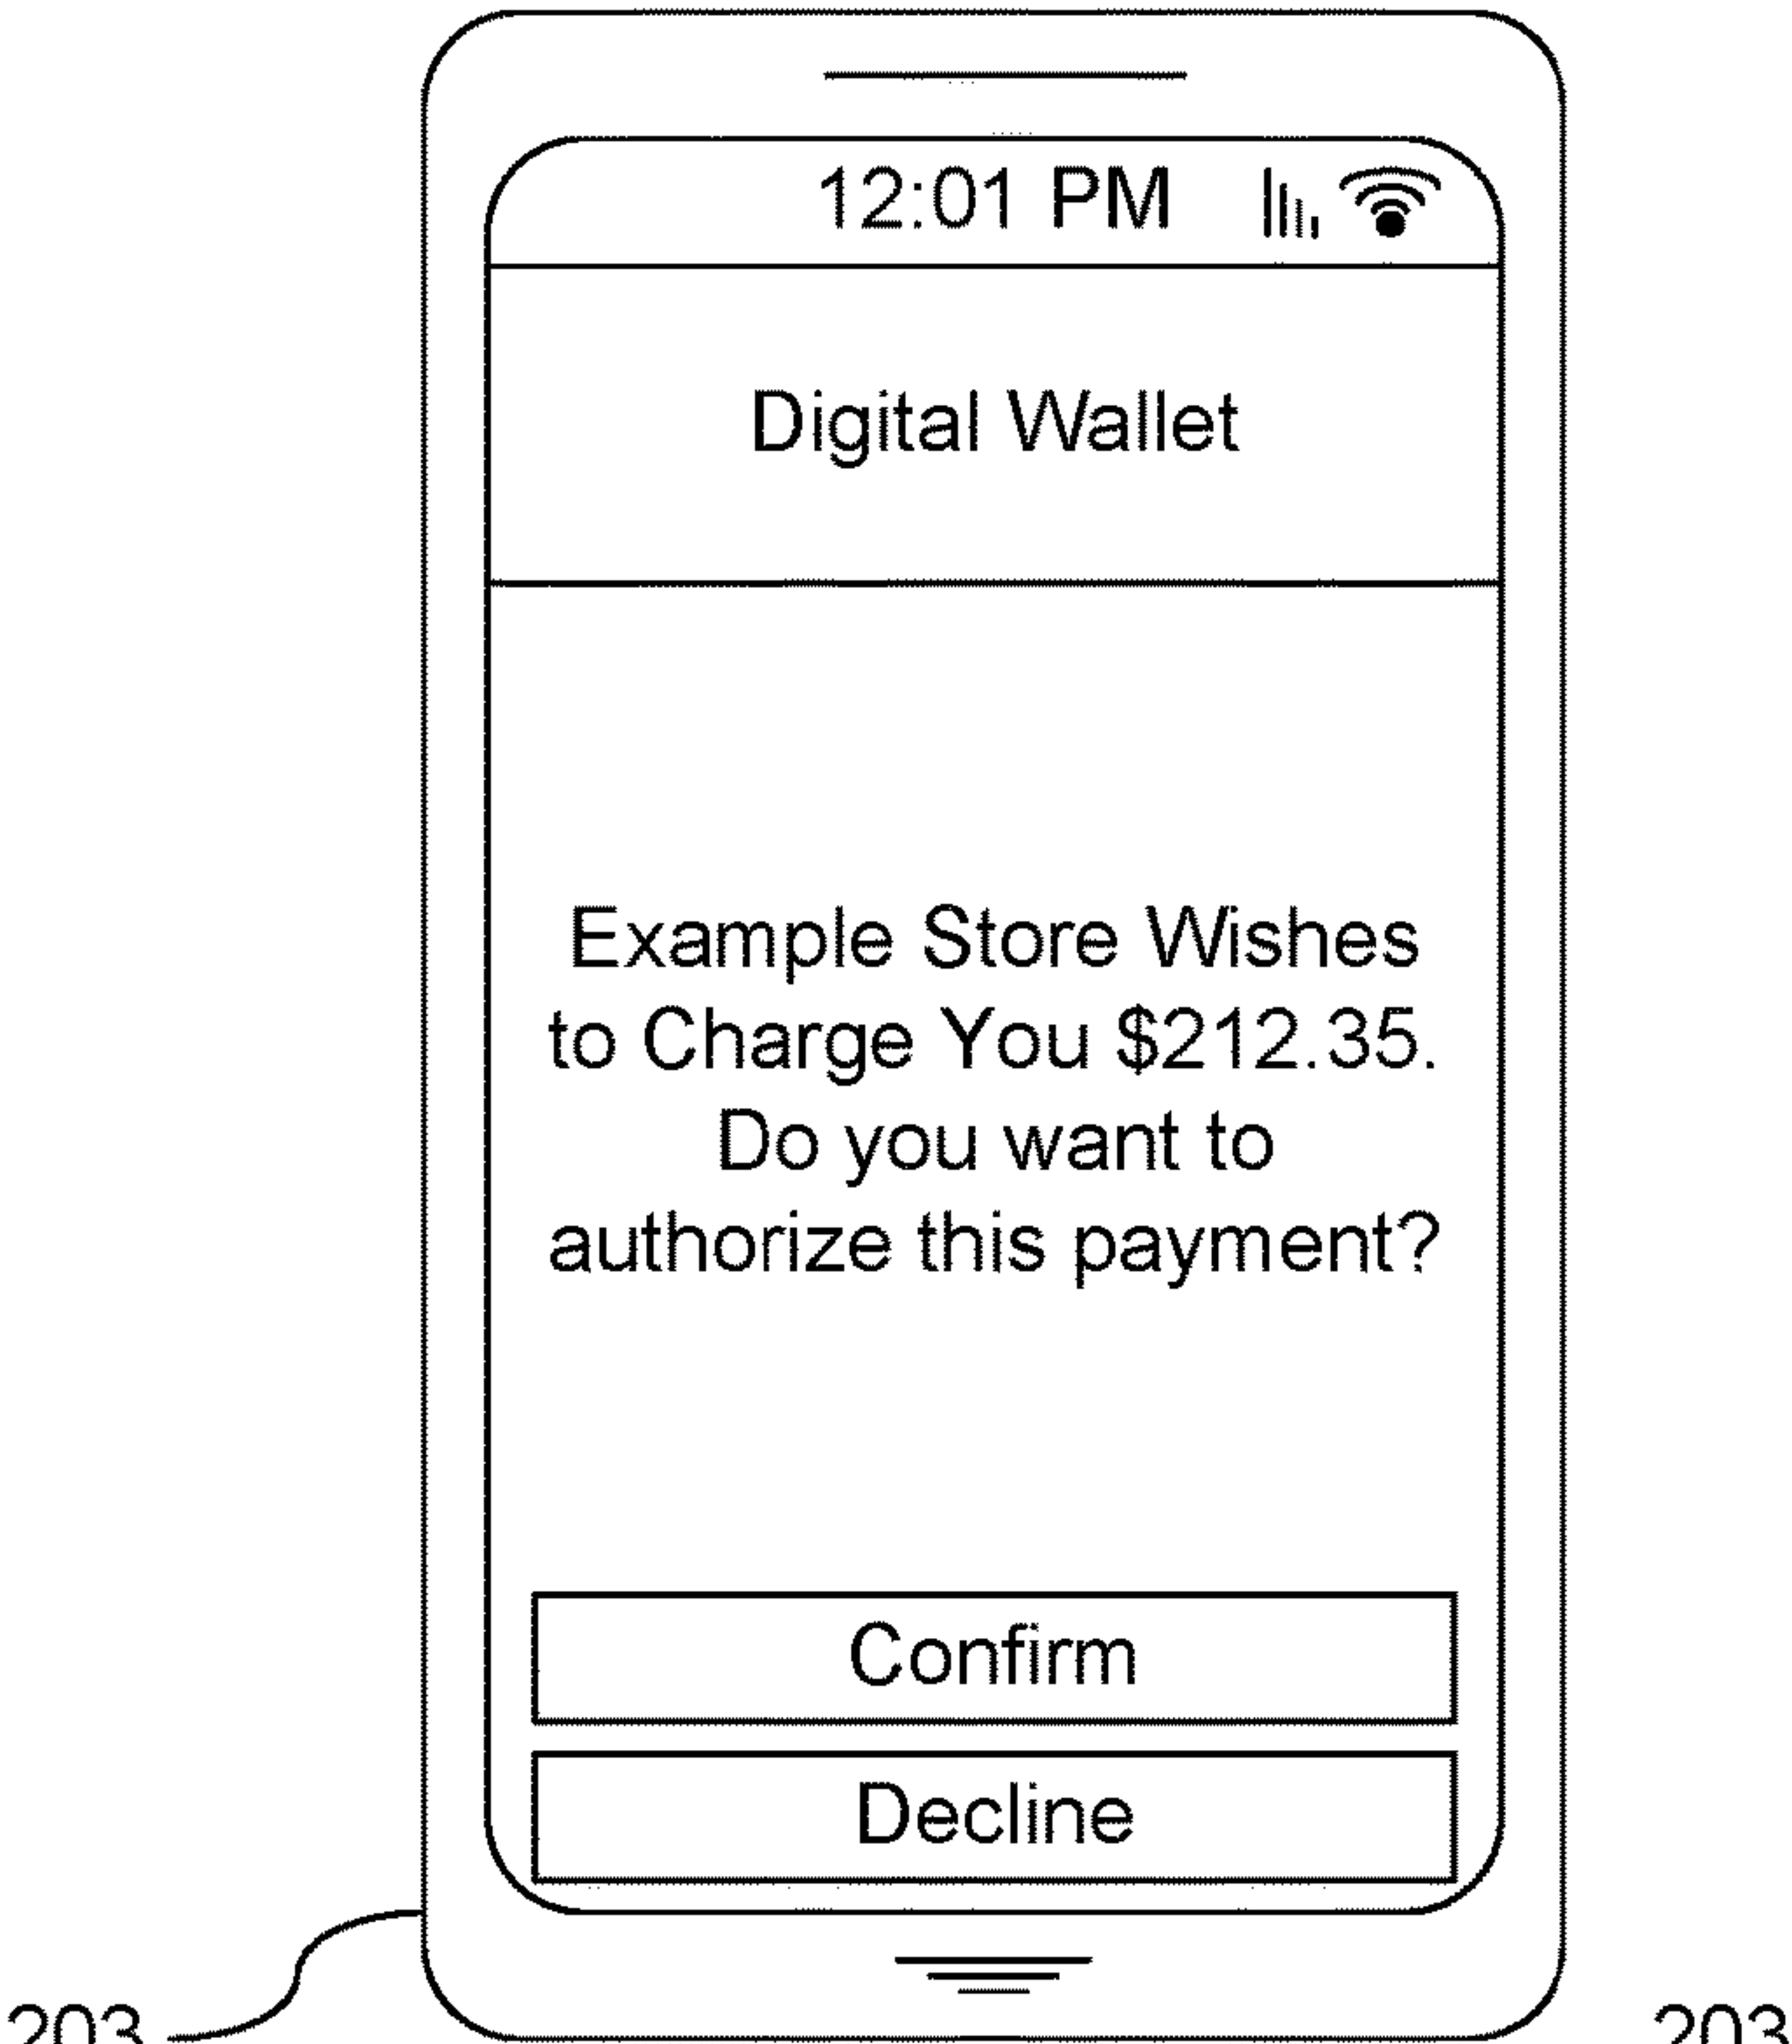 12:01 PM
Digital Wallet
Example Store Wishes
to Charge You $212.35.
Do you want to
authorize this payment?
Confirm
Decline
203
203